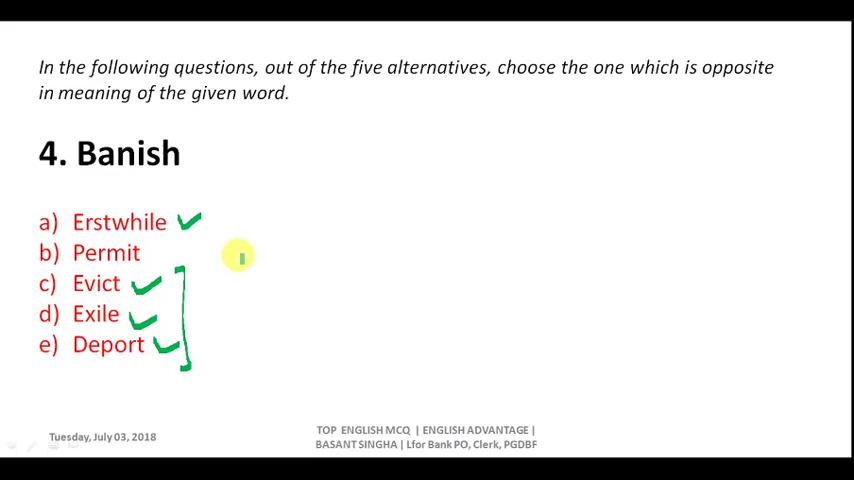 In the following questions, out of the five alternatives, choose the one which is opposite
in meaning of the given word.
4. Banish
a) Erstwhile
b) Permit
c) Evict
d) Exile
e) Deport
Tuesday, July 03, 2018
TOP ENGLISH MCQ | ENGLISH ADVANTAGE |
BASANT SINGHA | Lfor Bank PO, Clerk, PGDBF